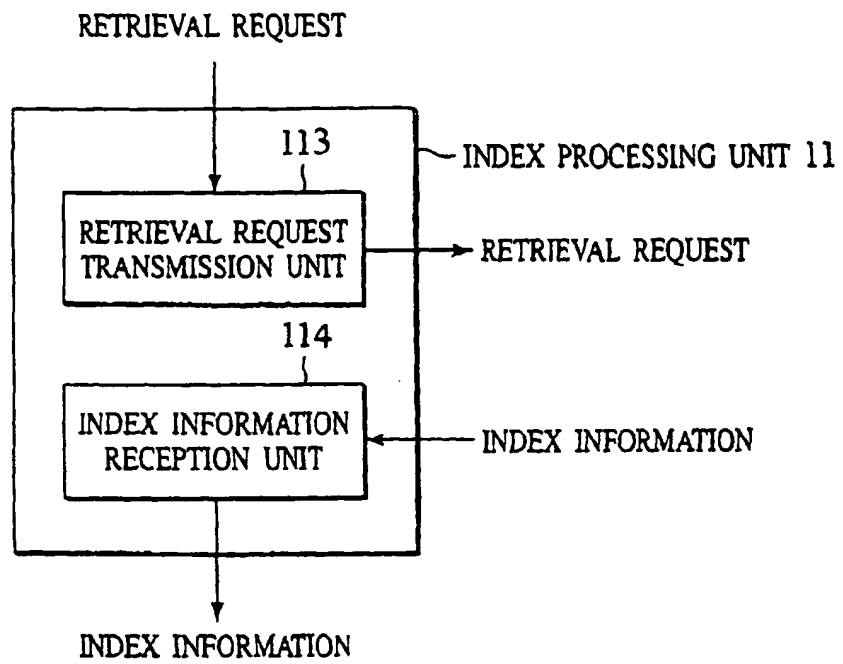 RETRIEVAL REQUEST
113
INDEX PROCESSING UNIT 11
RETRIEVAL REQUEST
TRANSMISSION UNIT
RETRIEVAL REQUEST
114
INDEX INFORMATION
RECEPTION UNIT
INDEX INFORMATION
INDEX INFORMATION